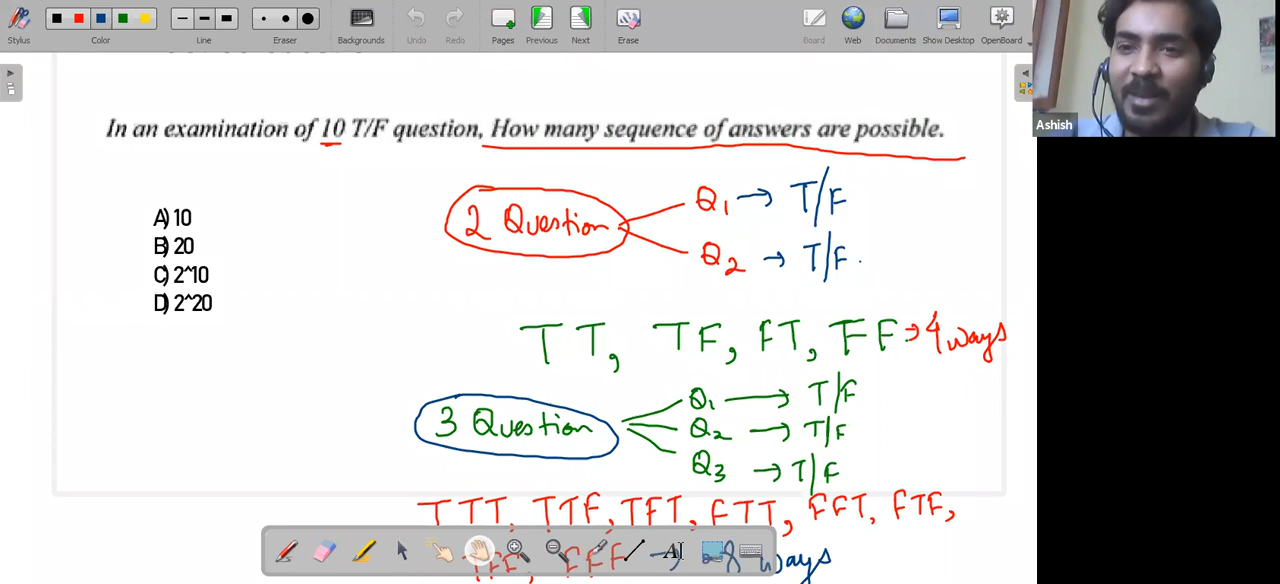 Stylus Color Line Eraser Backgrounds Undo Redo Pages Previous Next Erase Board Web Documents Show Desktop OpenBoard
Ashish
In an examination of 10 T/F question, How many sequence of answers are possible.
A) 10
B) 20
C) 2^10
D) 2^20
2 Question
Q1 → T/F
Q2 → T/F.
TT, TF, FT, FF → 4 ways
3 Question
Q1 → T/F
Q2 → T/F
Q3 → T/F
TTT, TTF, TFT, FTT, FFT, FTF,
TFF, FFF → 8 ways